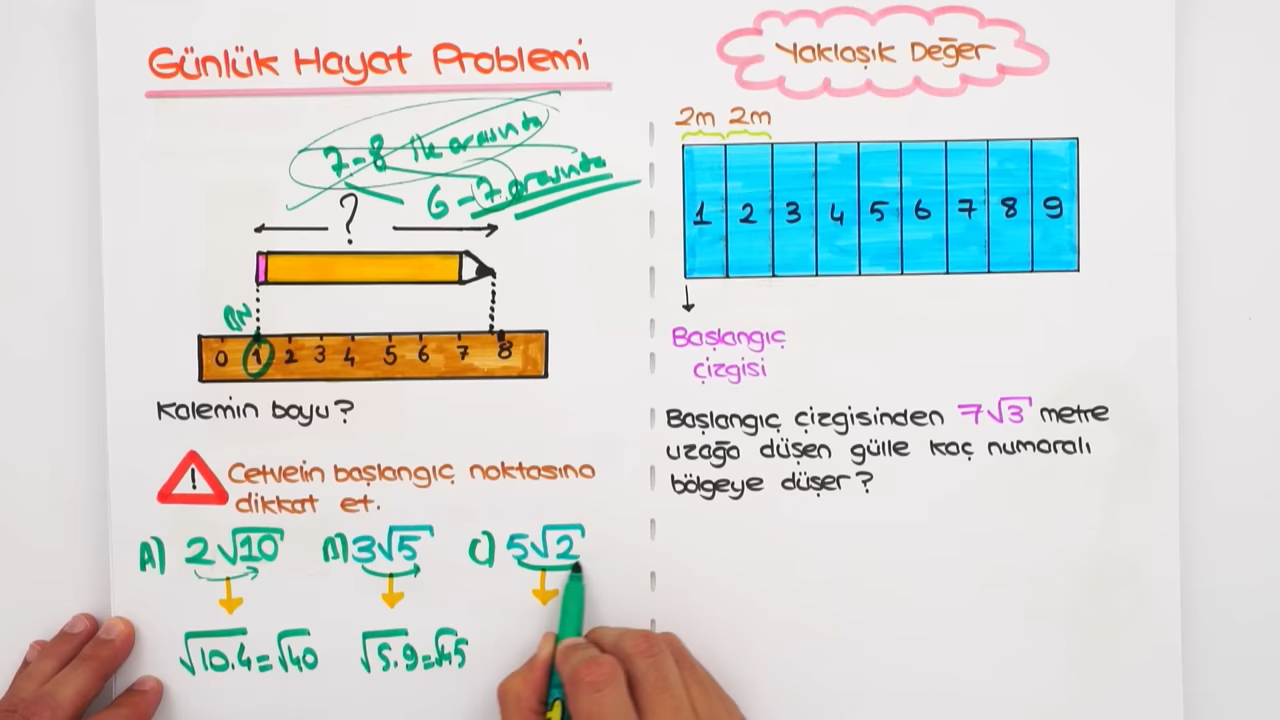 Günlük Hayat Problemi
7-8 ile arasında
6-7 arasında
?
BN
0 1 2 3 4 5 6 7 8
Kalemin boyu?
!
Cetvelin başlangıç noktasına
dikkat et.
A) 2√10 B) 3√5 C) 5√2
√10.4=√40 √5.9=√45
Yaklaşık Değer
2m 2m
1 2 3 4 5 6 7 8 9
Başlangıç
çizgisi
Başlangıç çizgisinden 7√3 metre
uzağa düşen gülle kaç numaralı
bölgeye düşer?